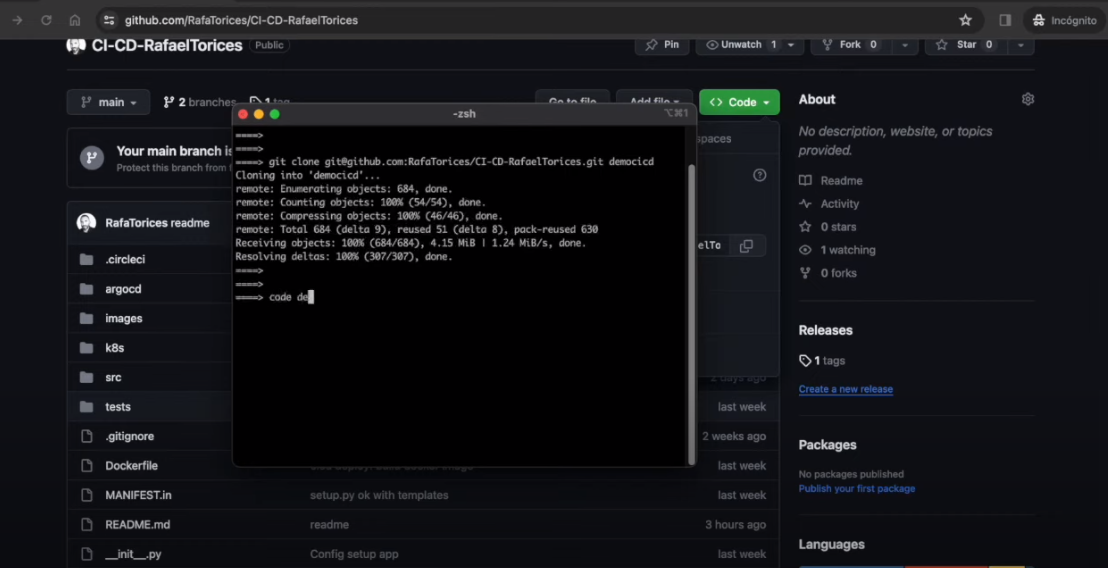 github.com/RafaTorices/CI-CD-RafaelTorices
Incógnito
CI-CD-RafaelTorices Public
Pin
Unwatch 1
Fork 0
Star 0
main
2 branches
1 tag
Go to file
Add file
Code
About
No description, website, or topics
provided.
Your main branch is
Protect this branch from
-zsh
⌥⌘1
====>
====>
====> git clone git@github.com:RafaTorices/CI-CD-RafaelTorices.git democicd
Cloning into 'democicd'...
remote: Enumerating objects: 684, done.
remote: Counting objects: 100% (54/54), done.
remote: Compressing objects: 100% (46/46), done.
remote: Total 684 (delta 9), reused 51 (delta 8), pack-reused 630
Receiving objects: 100% (684/684), 4.15 MiB | 1.24 MiB/s, done.
Resolving deltas: 100% (307/307), done.
====>
====>
====> code de
Readme
Activity
0 stars
1 watching
0 forks
RafaTorices readme
.circleci
argocd
images
k8s
src
2 days ago
tests
last week
.gitignore
2 weeks ago
Dockerfile
last week
MANIFEST.in
setup.py ok with templates
last week
README.md
readme
3 hours ago
__init__.py
Config setup app
last week
Releases
1 tags
Create a new release
Packages
No packages published
Publish your first package
Languages